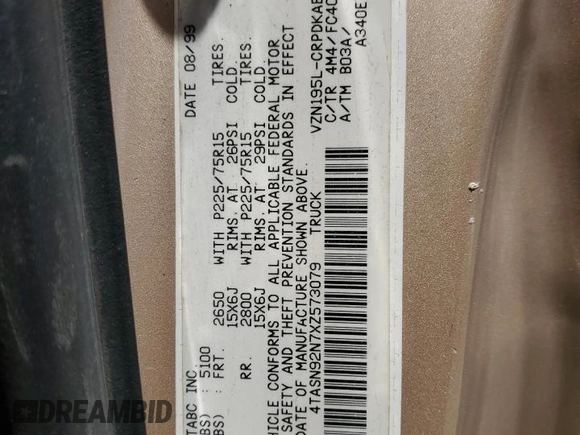 TABC INC. DATE 08/99
BS) : 5100
: FRT. 2650 WITH P225/75R15 TIRES.
15X6J RIMS. AT 26PSI COLD.
RR. 2800 WITH P225/75R15 TIRES.
15X6J RIMS. AT 29PSI COLD.
HICLE CONFORMS TO ALL APPLICABLE FEDERAL MOTOR
SAFETY AND THEFT PREVENTION STANDARDS IN EFFECT
DATE OF MANUFACTURE SHOWN ABOVE.
4TASN92N7XZ573079 TRUCK
VZN195L-CRPDKAB
C/TR 4M4/FC40
A/TM B03A/
A340E
DREAMBID